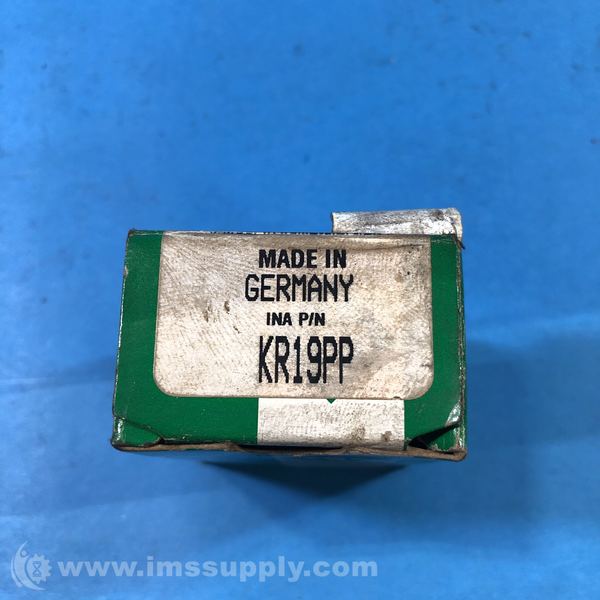 MADE IN
GERMANY
INA P/N
KR19PP
www.imssupply.com